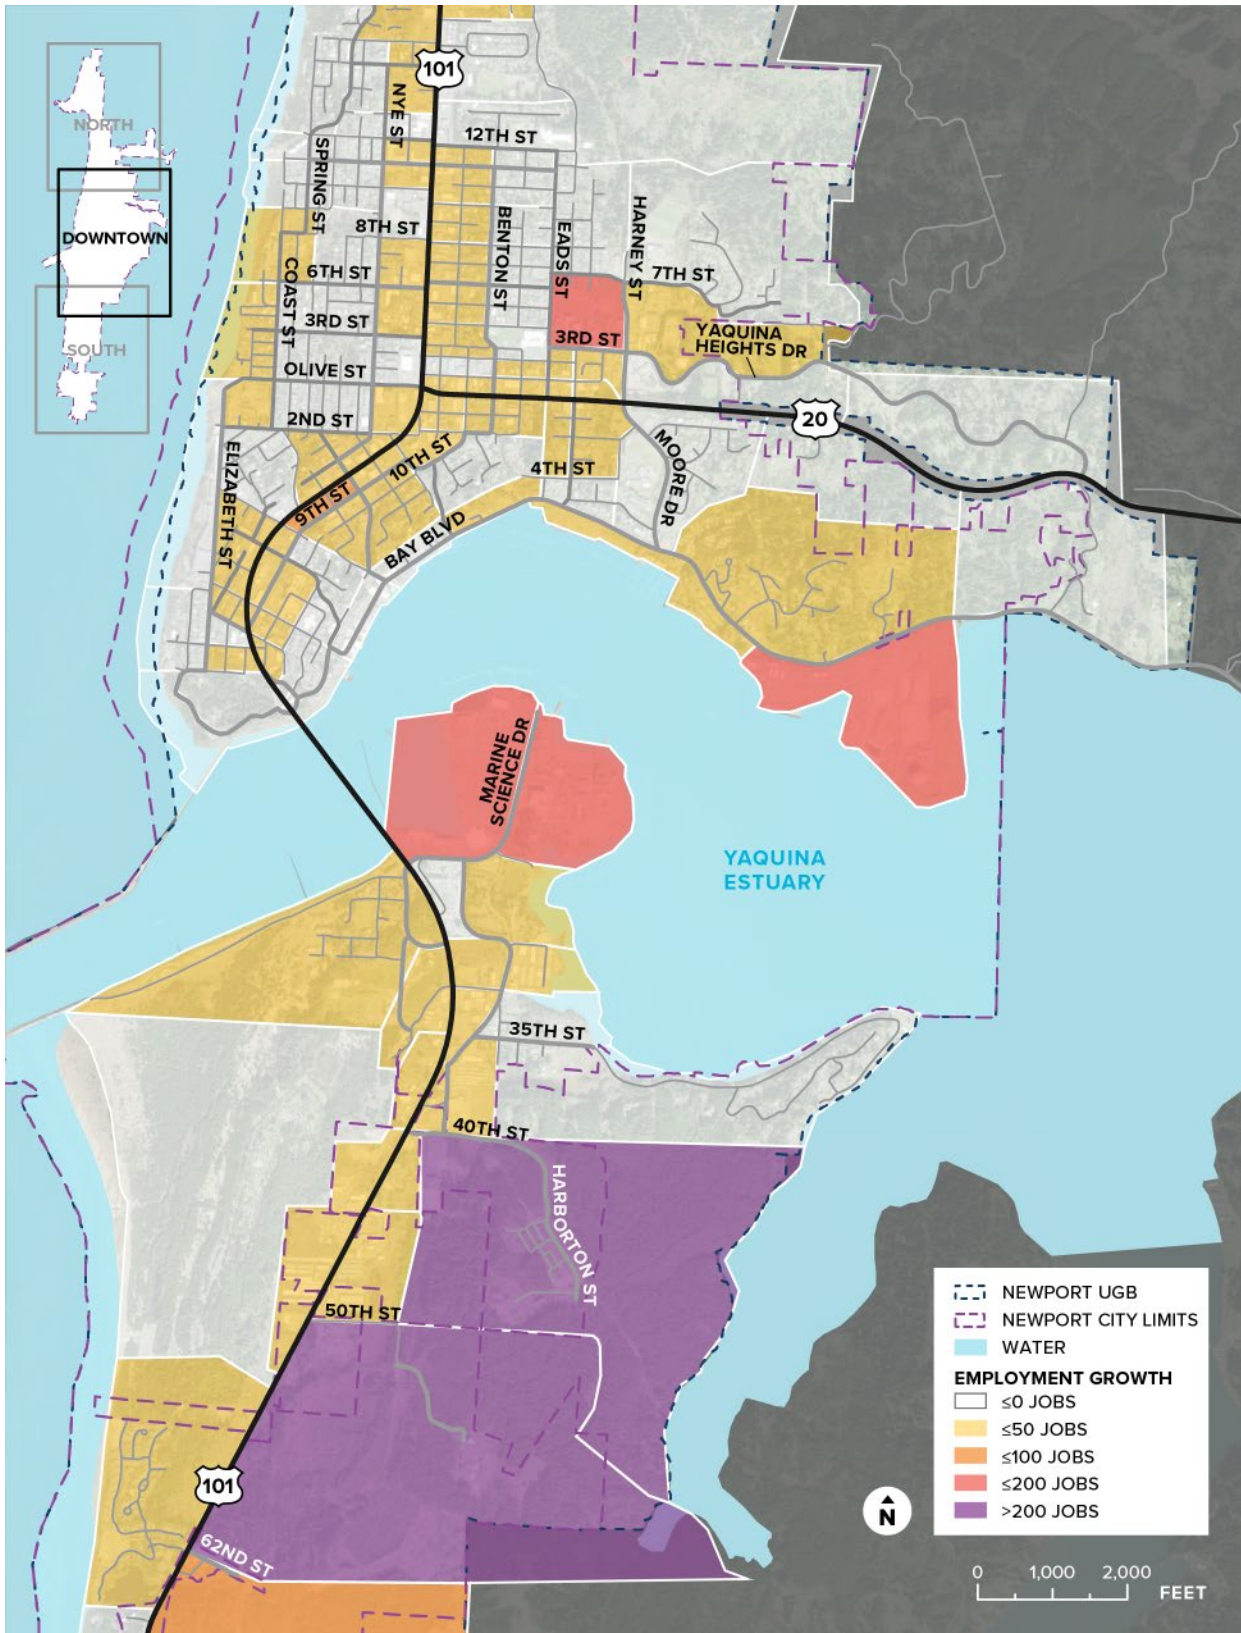 NORTH
DOWNTOWN
SOUTH
101
NYE ST
12TH ST
SPRING ST
8TH ST
BENTON ST
EADS ST
HARNEY ST
7TH ST
6TH ST
COAST ST
3RD ST
3RD ST
YAQUINA
HEIGHTS DR
OLIVE ST
2ND ST
20
ELIZABETH ST
10TH ST
4TH ST
MOORE DR
9TH ST
BAY BLVD
MARINE
SCIENCE DR
YAQUINA
ESTUARY
35TH ST
40TH ST
HARBORTON ST
50TH ST
101
62ND ST
NEWPORT UGB
NEWPORT CITY LIMITS
WATER
EMPLOYMENT GROWTH
≤0 JOBS
≤50 JOBS
≤100 JOBS
≤200 JOBS
>200 JOBS
N
0 1,000 2,000
FEET